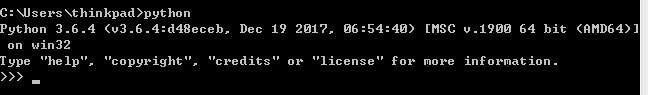 C:\Users\thinkpad>python
Python 3.6.4 (v3.6.4:d48eceb, Dec 19 2017, 06:54:40) [MSC v.1900 64 bit (AMD64)]
 on win32
Type "help", "copyright", "credits" or "license" for more information.
>>> _